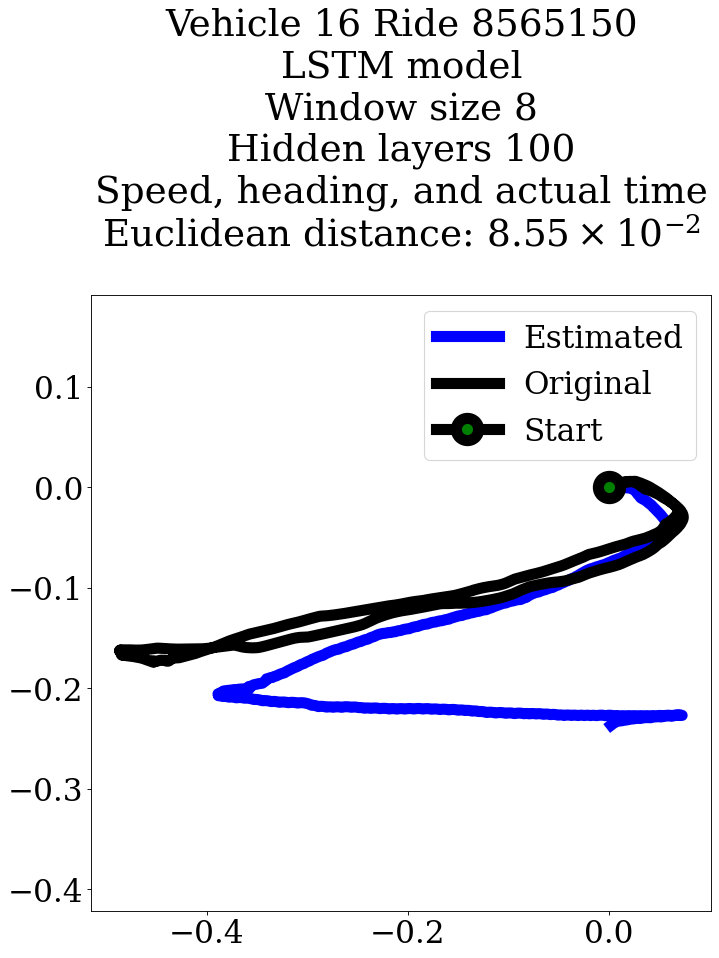 Vehicle 16 Ride 8565150
LSTM model
Window size 8
Hidden layers 100
Speed, heading, and actual time
Euclidean distance: 8.55 × 10⁻²
Estimated
Original
Start
0.1
0.0
−0.1
−0.2
−0.3
−0.4
−0.4 −0.2 0.0